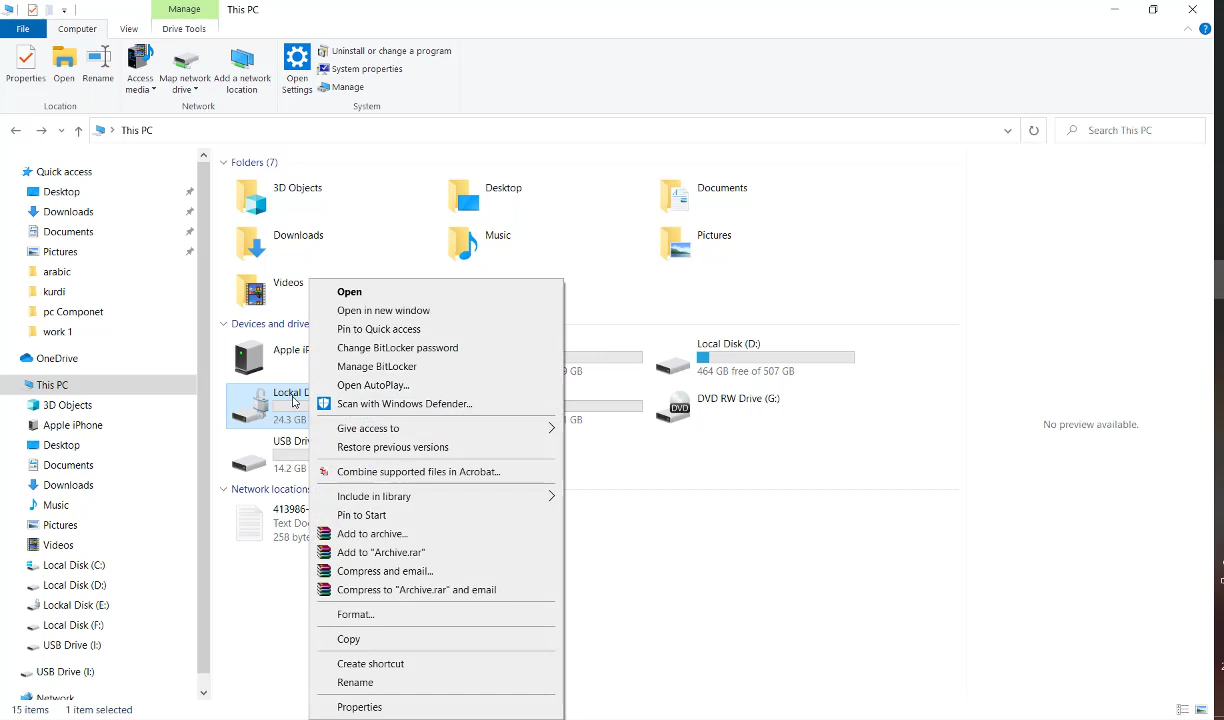 Manage
This PC
File
Computer
View
Drive Tools
Properties
Open
Rename
Access media
Map network drive
Add a network location
Open Settings
Uninstall or change a program
System properties
Manage
Location
Network
System
This PC
Search This PC
Quick access
Desktop
Downloads
Documents
Pictures
arabic
kurdi
pc Componet
work 1
OneDrive
This PC
3D Objects
Apple iPhone
Desktop
Documents
Downloads
Music
Pictures
Videos
Local Disk (C:)
Local Disk (D:)
Lockal Disk (E:)
Local Disk (F:)
USB Drive (I:)
USB Drive (I:)
Network
Folders (7)
3D Objects
Desktop
Documents
Downloads
Music
Pictures
Videos
Devices and drive
Apple iP
Lockal D
24.3 GB
USB Driv
14.2 GB
9 GB
GB
Local Disk (D:)
464 GB free of 507 GB
DVD RW Drive (G:)
DVD
Network locations
413986-
Text Doc
258 byte
Open
Open in new window
Pin to Quick access
Change BitLocker password
Manage BitLocker
Open AutoPlay...
Scan with Windows Defender...
Give access to
Restore previous versions
Combine supported files in Acrobat...
Include in library
Pin to Start
Add to archive...
Add to "Archive.rar"
Compress and email...
Compress to "Archive.rar" and email
Format...
Copy
Create shortcut
Rename
Properties
No preview available.
15 items
1 item selected